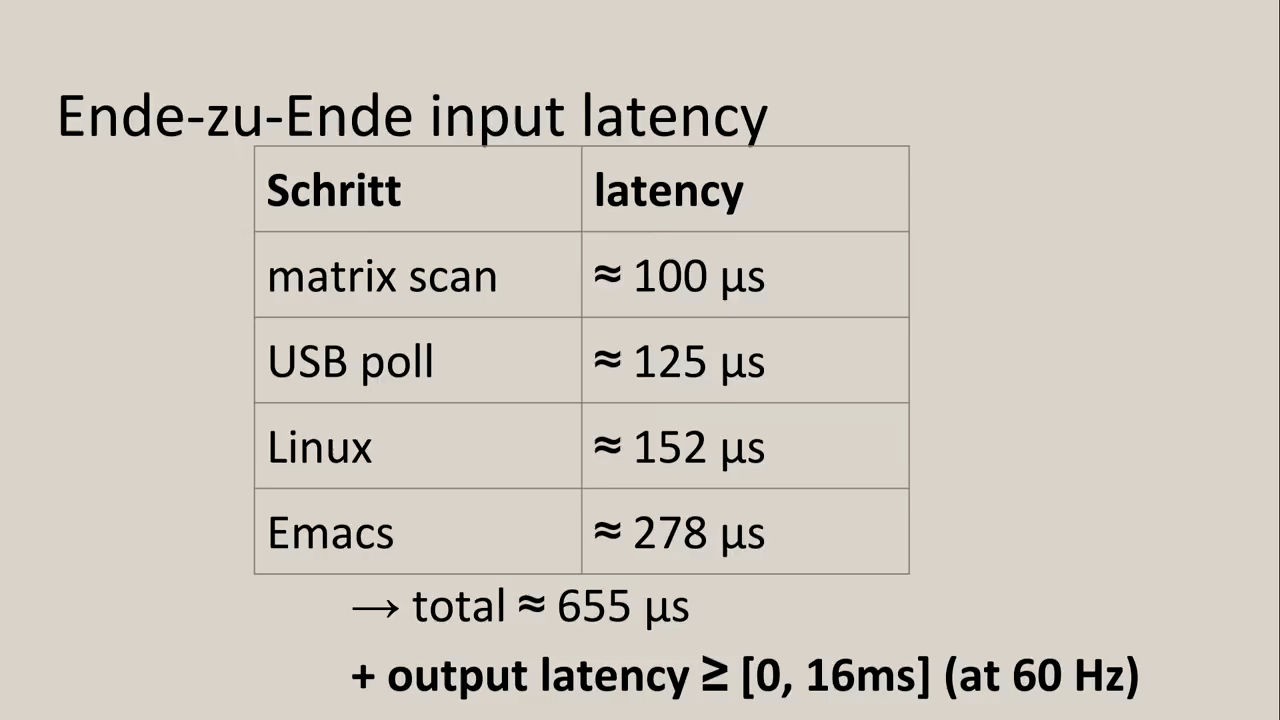 Ende-zu-Ende input latency
Schritt latency
matrix scan ≈ 100 µs
USB poll ≈ 125 µs
Linux ≈ 152 µs
Emacs ≈ 278 µs
→ total ≈ 655 µs
+ output latency ≥ [0, 16ms] (at 60 Hz)